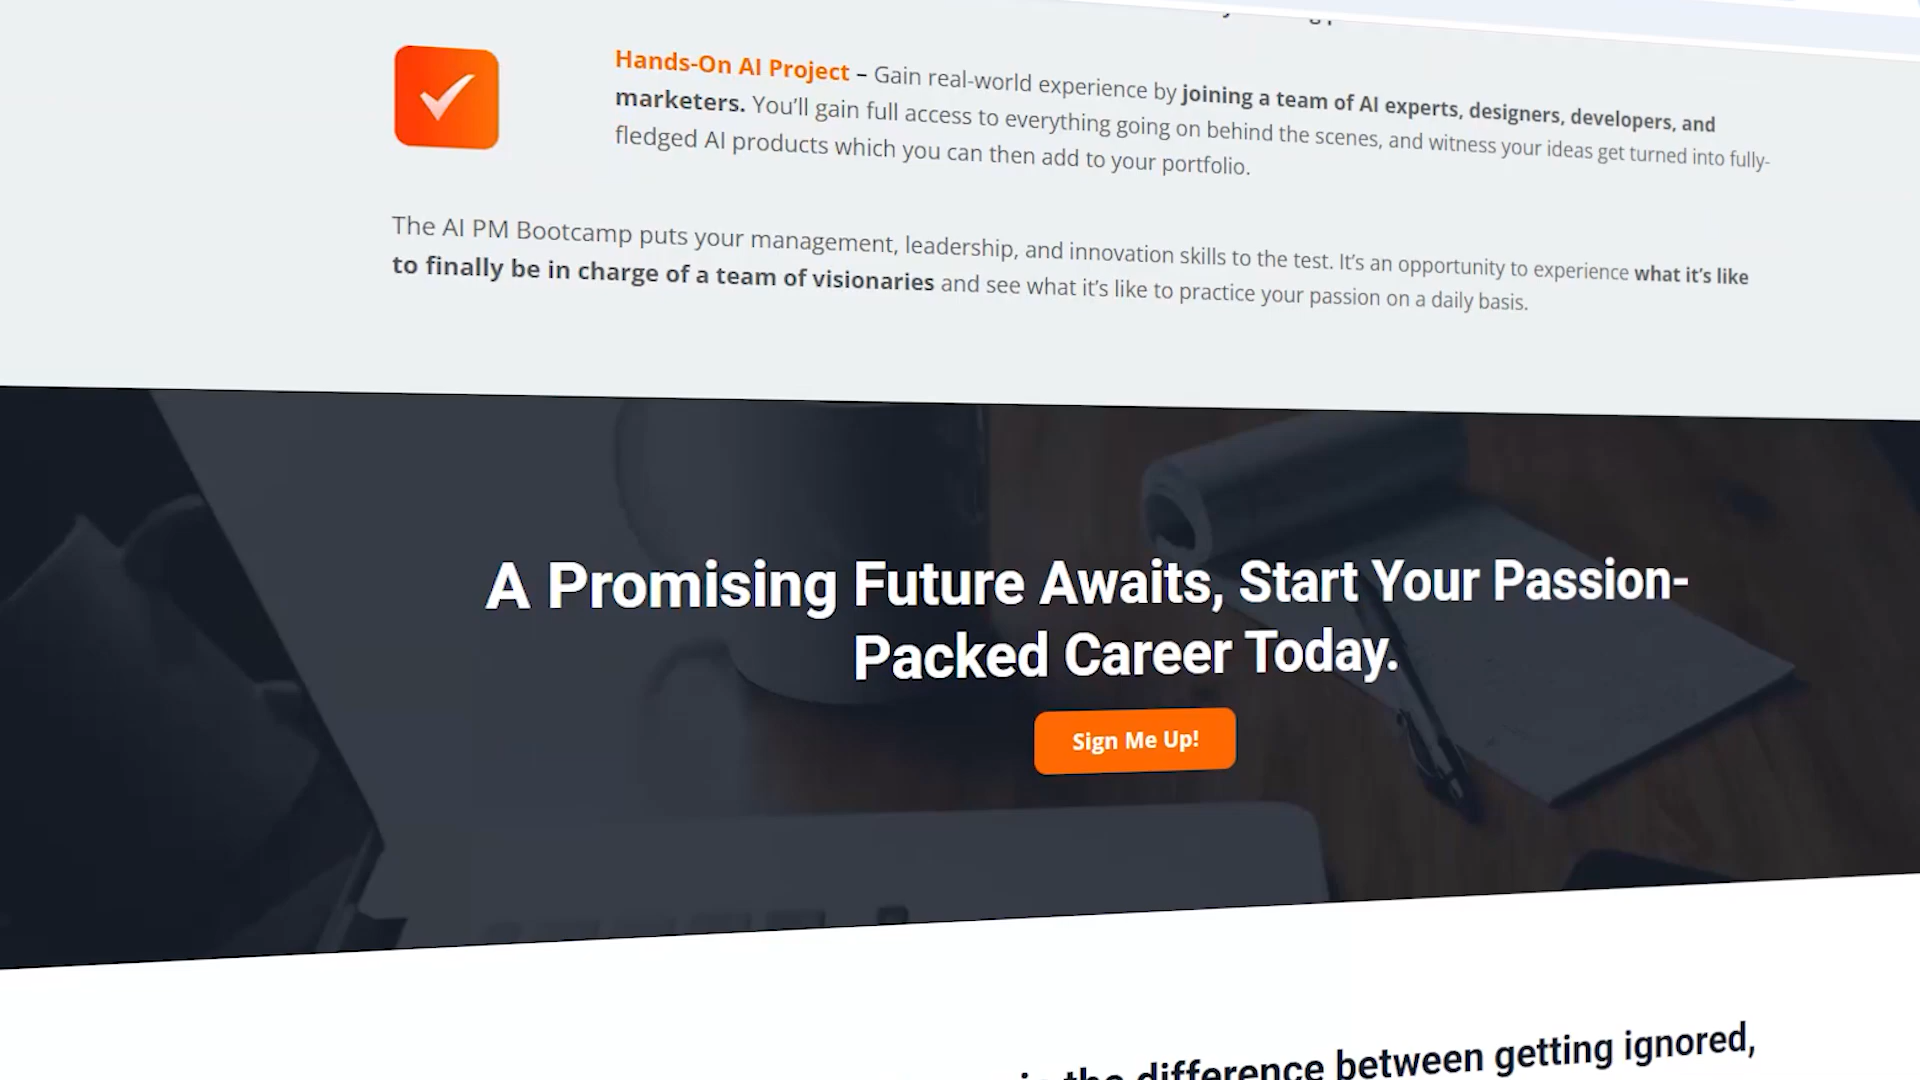 Hands-On AI Project – Gain real-world experience by joining a team of AI experts, designers, developers, and
marketers. You’ll gain full access to everything going on behind the scenes, and witness your ideas get turned into fully-
fledged AI products which you can then add to your portfolio.
The AI PM Bootcamp puts your management, leadership, and innovation skills to the test. It’s an opportunity to experience what it’s like
to finally be in charge of a team of visionaries and see what it’s like to practice your passion on a daily basis.
A Promising Future Awaits, Start Your Passion-
Packed Career Today.
Sign Me Up!
is the difference between getting ignored,